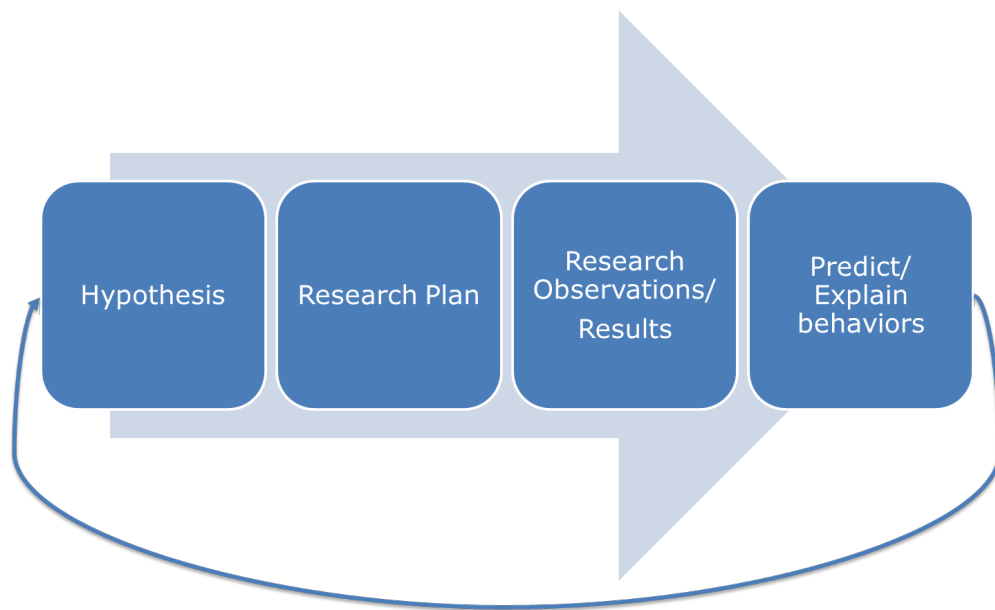 Hypothesis
Research Plan
Research
Observations/
Results
Predict/
Explain
behaviors